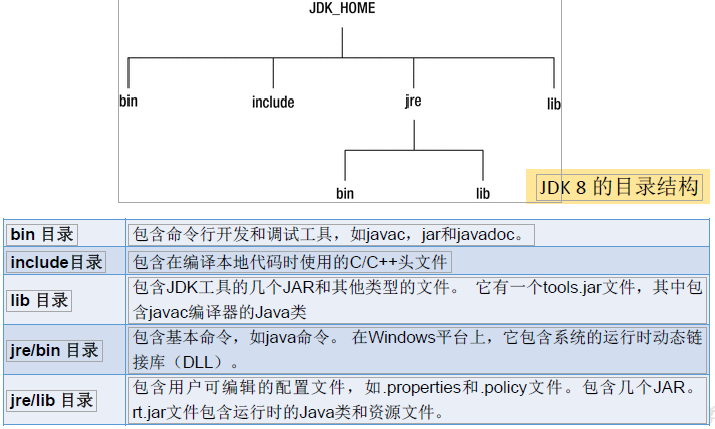 JDK_HOME
bin include jre lib
bin lib
JDK 8 的目录结构
bin 目录 包含命令行开发和调试工具，如javac，jar和javadoc。
include目录 包含在编译本地代码时使用的C/C++头文件
lib 目录 包含JDK工具的几个JAR和其他类型的文件。 它有一个tools.jar文件，其中包
含javac编译器的Java类
jre/bin 目录 包含基本命令，如java命令。 在Windows平台上，它包含系统的运行时动态链
接库（DLL）。
jre/lib 目录 包含用户可编辑的配置文件，如.properties和.policy文件。包含几个JAR。
rt.jar文件包含运行时的Java类和资源文件。